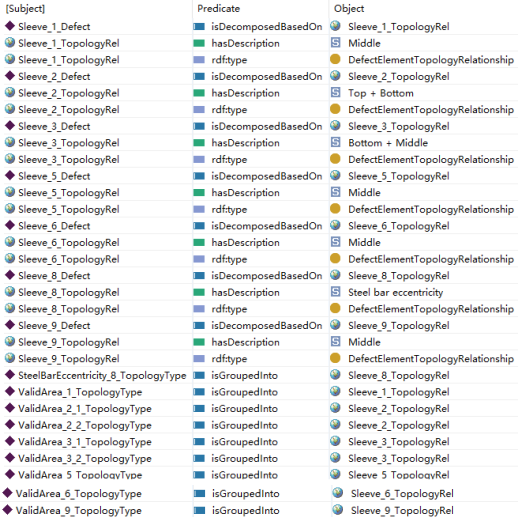 [Subject] Predicate Object
Sleeve_1_Defect isDecomposedBasedOn Sleeve_1_TopologyRel
Sleeve_1_TopologyRel hasDescription Middle
Sleeve_1_TopologyRel rdf:type DefectElementTopologyRelationship
Sleeve_2_Defect isDecomposedBasedOn Sleeve_2_TopologyRel
Sleeve_2_TopologyRel hasDescription Top + Bottom
Sleeve_2_TopologyRel rdf:type DefectElementTopologyRelationship
Sleeve_3_Defect isDecomposedBasedOn Sleeve_3_TopologyRel
Sleeve_3_TopologyRel hasDescription Bottom + Middle
Sleeve_3_TopologyRel rdf:type DefectElementTopologyRelationship
Sleeve_5_Defect isDecomposedBasedOn Sleeve_5_TopologyRel
Sleeve_5_TopologyRel hasDescription Middle
Sleeve_5_TopologyRel rdf:type DefectElementTopologyRelationship
Sleeve_6_Defect isDecomposedBasedOn Sleeve_6_TopologyRel
Sleeve_6_TopologyRel hasDescription Middle
Sleeve_6_TopologyRel rdf:type DefectElementTopologyRelationship
Sleeve_8_Defect isDecomposedBasedOn Sleeve_8_TopologyRel
Sleeve_8_TopologyRel hasDescription Steel bar eccentricity
Sleeve_8_TopologyRel rdf:type DefectElementTopologyRelationship
Sleeve_9_Defect isDecomposedBasedOn Sleeve_9_TopologyRel
Sleeve_9_TopologyRel hasDescription Middle
Sleeve_9_TopologyRel rdf:type DefectElementTopologyRelationship
SteelBarEccentricity_8_TopologyType isGroupedInto Sleeve_8_TopologyRel
ValidArea_1_TopologyType isGroupedInto Sleeve_1_TopologyRel
ValidArea_2_1_TopologyType isGroupedInto Sleeve_2_TopologyRel
ValidArea_2_2_TopologyType isGroupedInto Sleeve_2_TopologyRel
ValidArea_3_1_TopologyType isGroupedInto Sleeve_3_TopologyRel
ValidArea_3_2_TopologyType isGroupedInto Sleeve_3_TopologyRel
ValidArea_5_TopologyType isGroupedInto Sleeve_5_TopologyRel
ValidArea_6_TopologyType isGroupedInto Sleeve_6_TopologyRel
ValidArea_9_TopologyType isGroupedInto Sleeve_9_TopologyRel